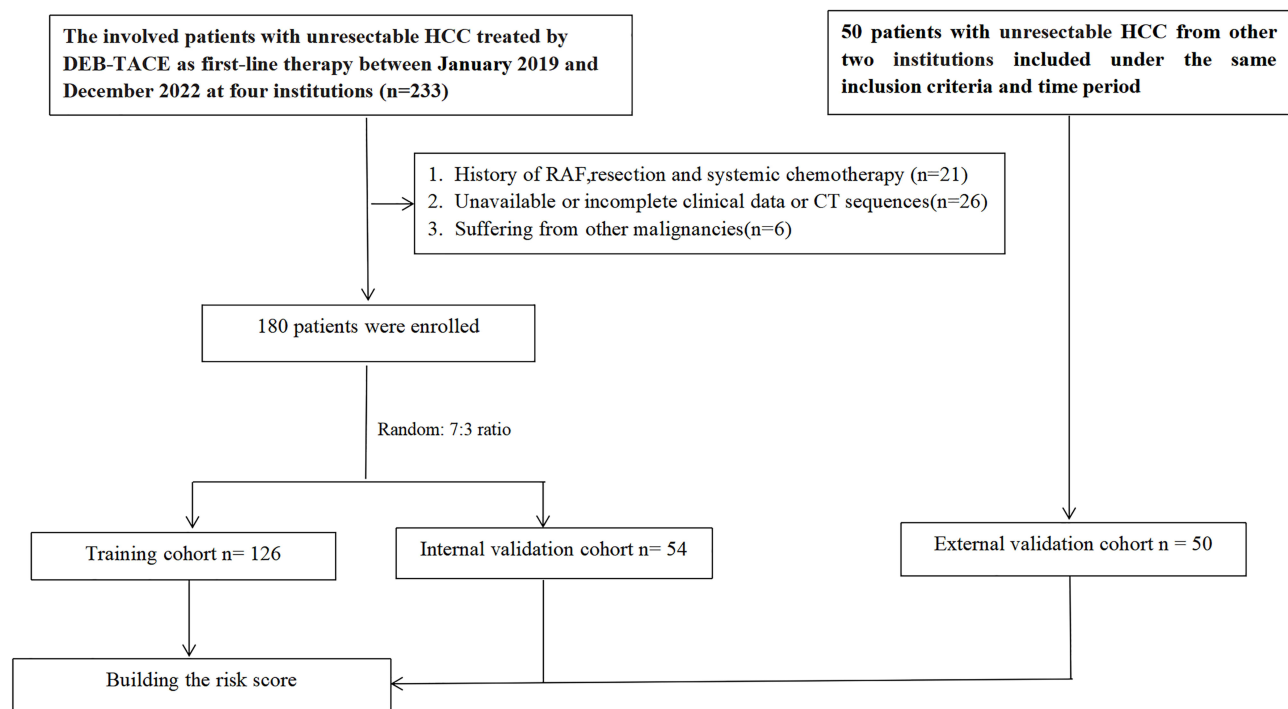 The involved patients with unresectable HCC treated by
DEB-TACE as first-line therapy between January 2019 and
December 2022 at four institutions (n=233)
50 patients with unresectable HCC from other
two institutions included under the same
inclusion criteria and time period
1. History of RAF,resection and systemic chemotherapy (n=21)
2. Unavailable or incomplete clinical data or CT sequences(n=26)
3. Suffering from other malignancies(n=6)
180 patients were enrolled
Random: 7:3 ratio
Training cohort n= 126
Internal validation cohort n= 54
External validation cohort n = 50
Building the risk score